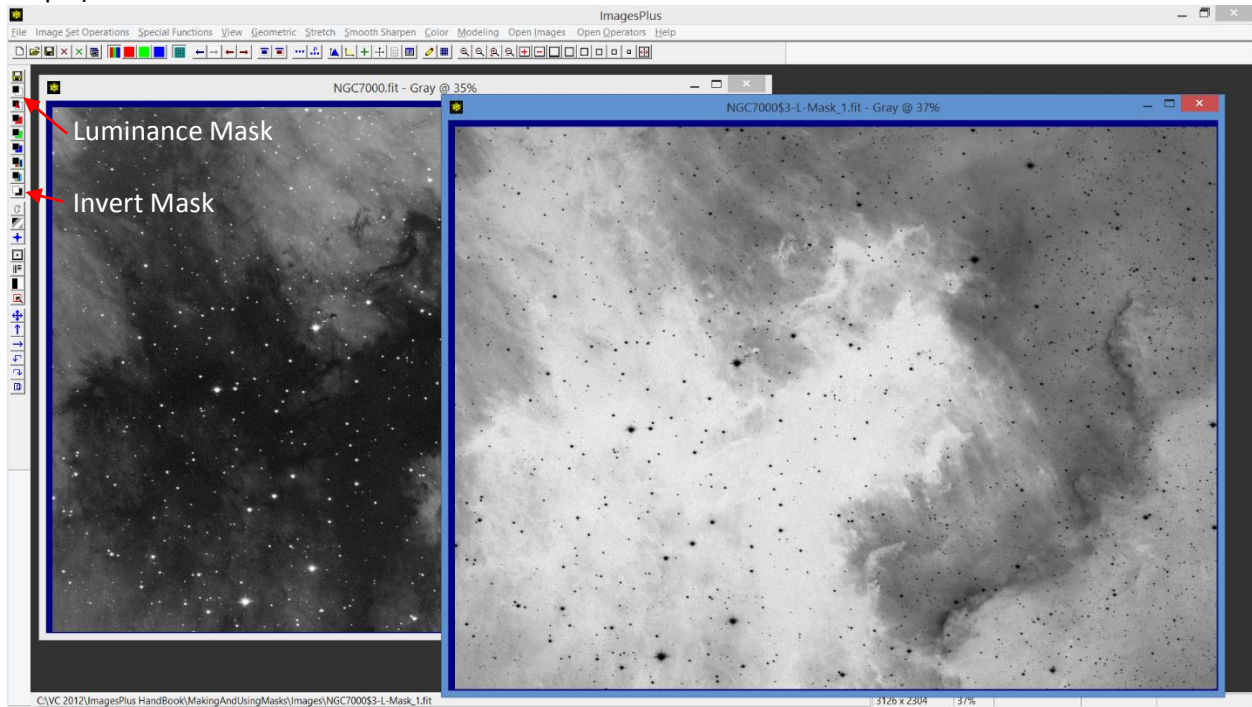 ImagesPlus
File Image Set Operations Special Functions View Geometric Stretch Smooth Sharpen Color Modeling Open Images Open Operators Help
NGC7000.fit - Gray @ 35%
NGC7000$3-L-Mask_1.fit - Gray @ 37%
Luminance Mask
Invert Mask
C:\VC 2012\ImagesPlus HandBook\MakingAndUsingMasks\Images\NGC7000$3-L-Mask_1.fit 3126 x 2304 37%